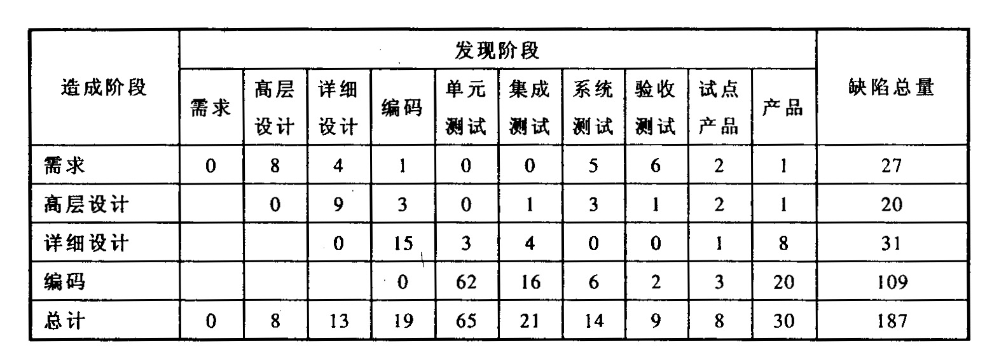 造成阶段 发现阶段 缺陷总量
需求 高层设计 详细设计 编码 单元测试 集成测试 系统测试 验收测试 试点产品 产品
需求 0 8 4 1 0 0 5 6 2 1 27
高层设计 0 9 3 0 1 3 1 2 1 20
详细设计 0 15 3 4 0 0 1 8 31
编码 0 62 16 6 2 3 20 109
总计 0 8 13 19 65 21 14 9 8 30 187